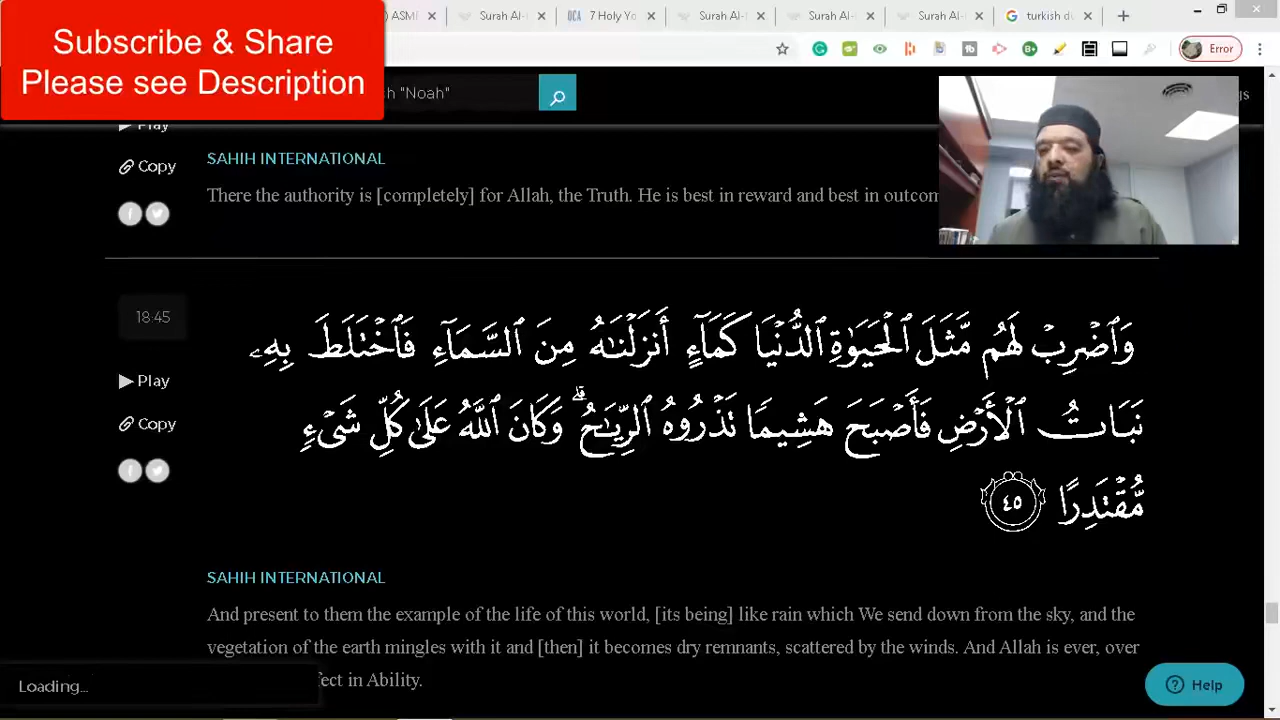 Subscribe & Share
Please see Description
) ASMI
Surah Al-
7 Holy Yo
Surah Al-
Surah Al-
Surah Al-
turkish d
Error
"Noah"
Play
Copy
SAHIH INTERNATIONAL
There the authority is [completely] for Allah, the Truth. He is best in reward and best in outcom
18:45
Play
Copy
وَٱضْرِبْ لَهُم مَّثَلَ ٱلْحَيَوٰةِ ٱلدُّنْيَا كَمَآءٍ أَنزَلْنَـٰهُ مِنَ ٱلسَّمَآءِ فَٱخْتَلَطَ بِهِۦ
نَبَاتُ ٱلْأَرْضِ فَأَصْبَحَ هَشِيمًا تَذْرُوهُ ٱلرِّيَـٰحُ ۗ وَكَانَ ٱللَّهُ عَلَىٰ كُلِّ شَىْءٍ
مُّقْتَدِرًا ٤٥
SAHIH INTERNATIONAL
And present to them the example of the life of this world, [its being] like rain which We send down from the sky, and the
vegetation of the earth mingles with it and [then] it becomes dry remnants, scattered by the winds. And Allah is ever, over
fect in Ability.
Loading...
Help